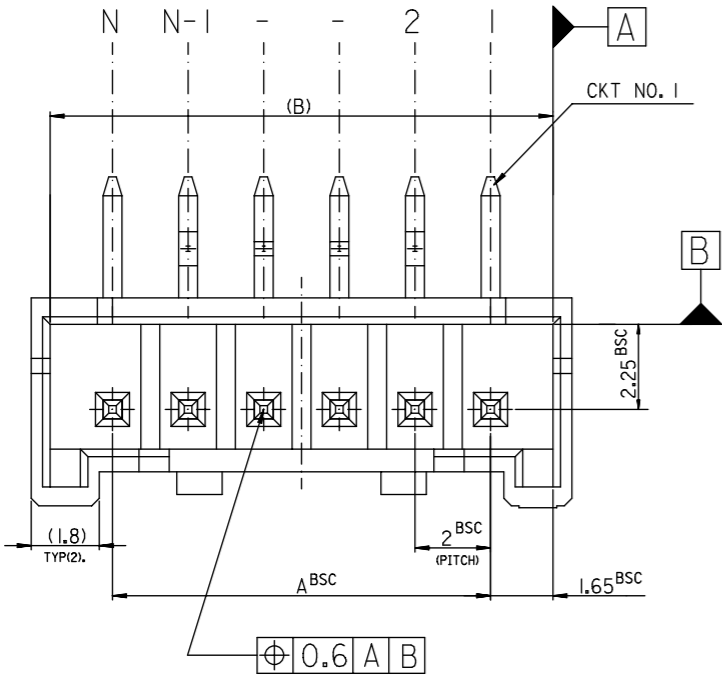 N N-1 - - 2 1
A
(B)
CKT NO. 1
B
2.25 BSC
(1.8)
TYP(2).
2 BSC
(PITCH)
A BSC
1.65 BSC
⌖ 0.6 A B